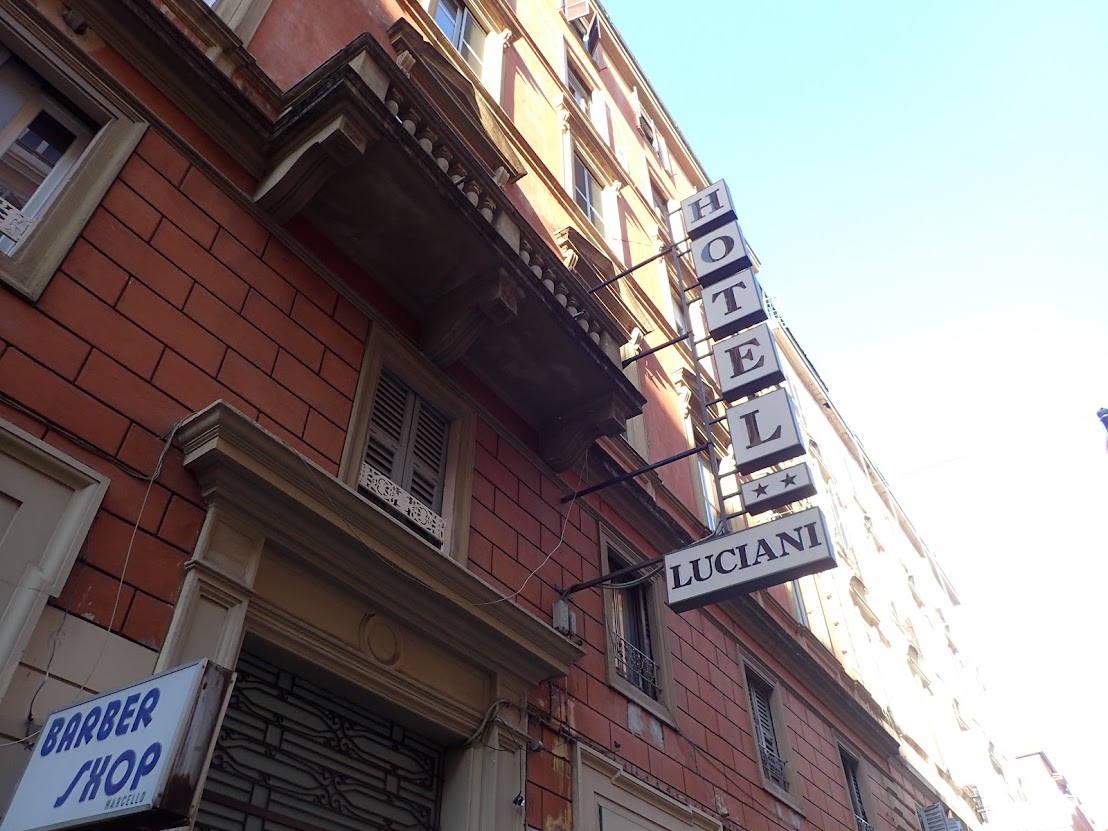 HOTEL
★★
LUCIANI
BARBER
SHOP
MARCELLO